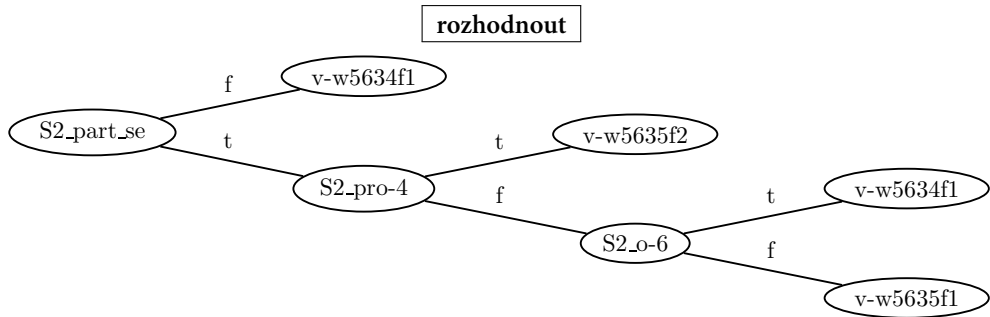 rozhodnout
f
v-w5634f1
S2_part_se
t
t
v-w5635f2
S2_pro-4
f
t
v-w5634f1
S2_o-6
f
v-w5635f1